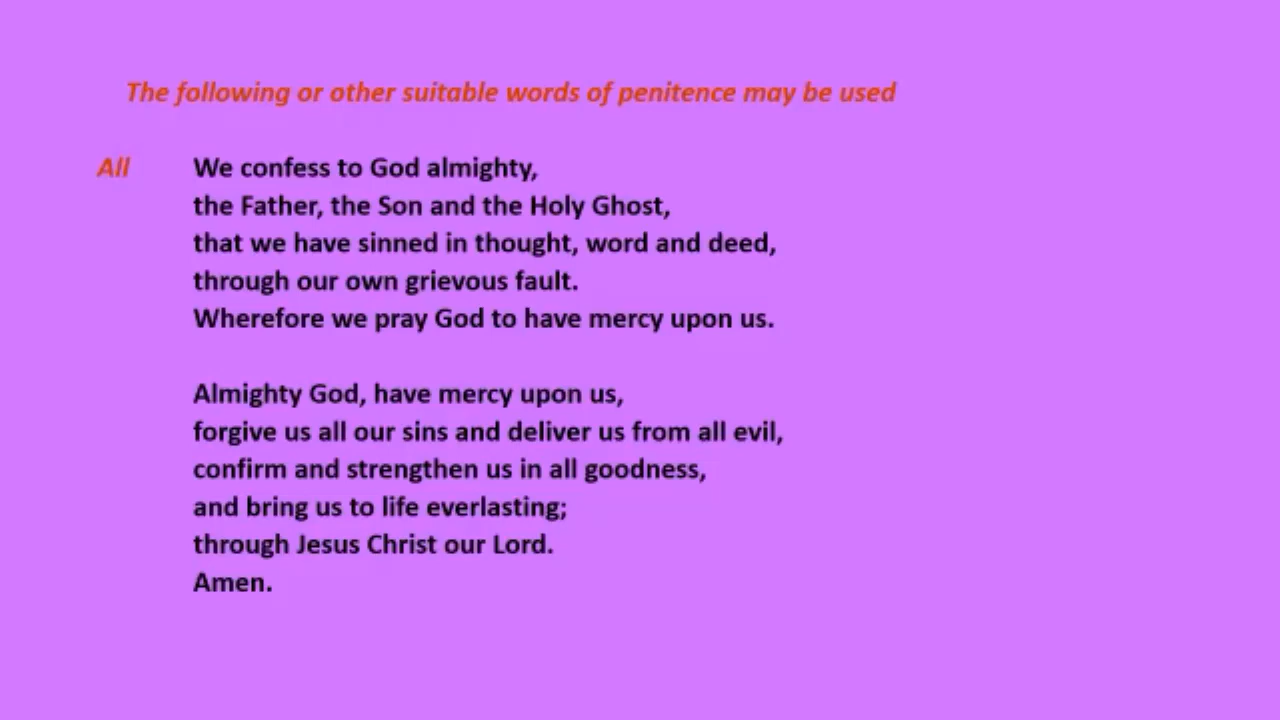 The following or other suitable words of penitence may be used
All We confess to God almighty,
the Father, the Son and the Holy Ghost,
that we have sinned in thought, word and deed,
through our own grievous fault.
Wherefore we pray God to have mercy upon us.
Almighty God, have mercy upon us,
forgive us all our sins and deliver us from all evil,
confirm and strengthen us in all goodness,
and bring us to life everlasting;
through Jesus Christ our Lord.
Amen.